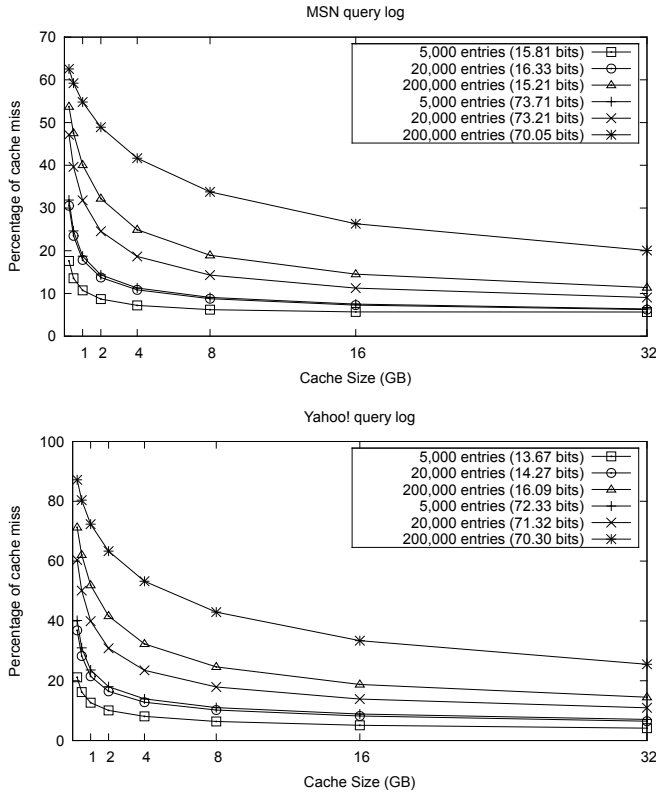 MSN query log
70
60
50
40
30
20
10
0
Percentage of cache miss
5,000 entries (15.81 bits)
20,000 entries (16.33 bits)
200,000 entries (15.21 bits)
5,000 entries (73.71 bits)
20,000 entries (73.21 bits)
200,000 entries (70.05 bits)
1 2 4 8 16 32
Cache Size (GB)
Yahoo! query log
100
80
60
40
20
0
Percentage of cache miss
5,000 entries (13.67 bits)
20,000 entries (14.27 bits)
200,000 entries (16.09 bits)
5,000 entries (72.33 bits)
20,000 entries (71.32 bits)
200,000 entries (70.30 bits)
1 2 4 8 16 32
Cache Size (GB)